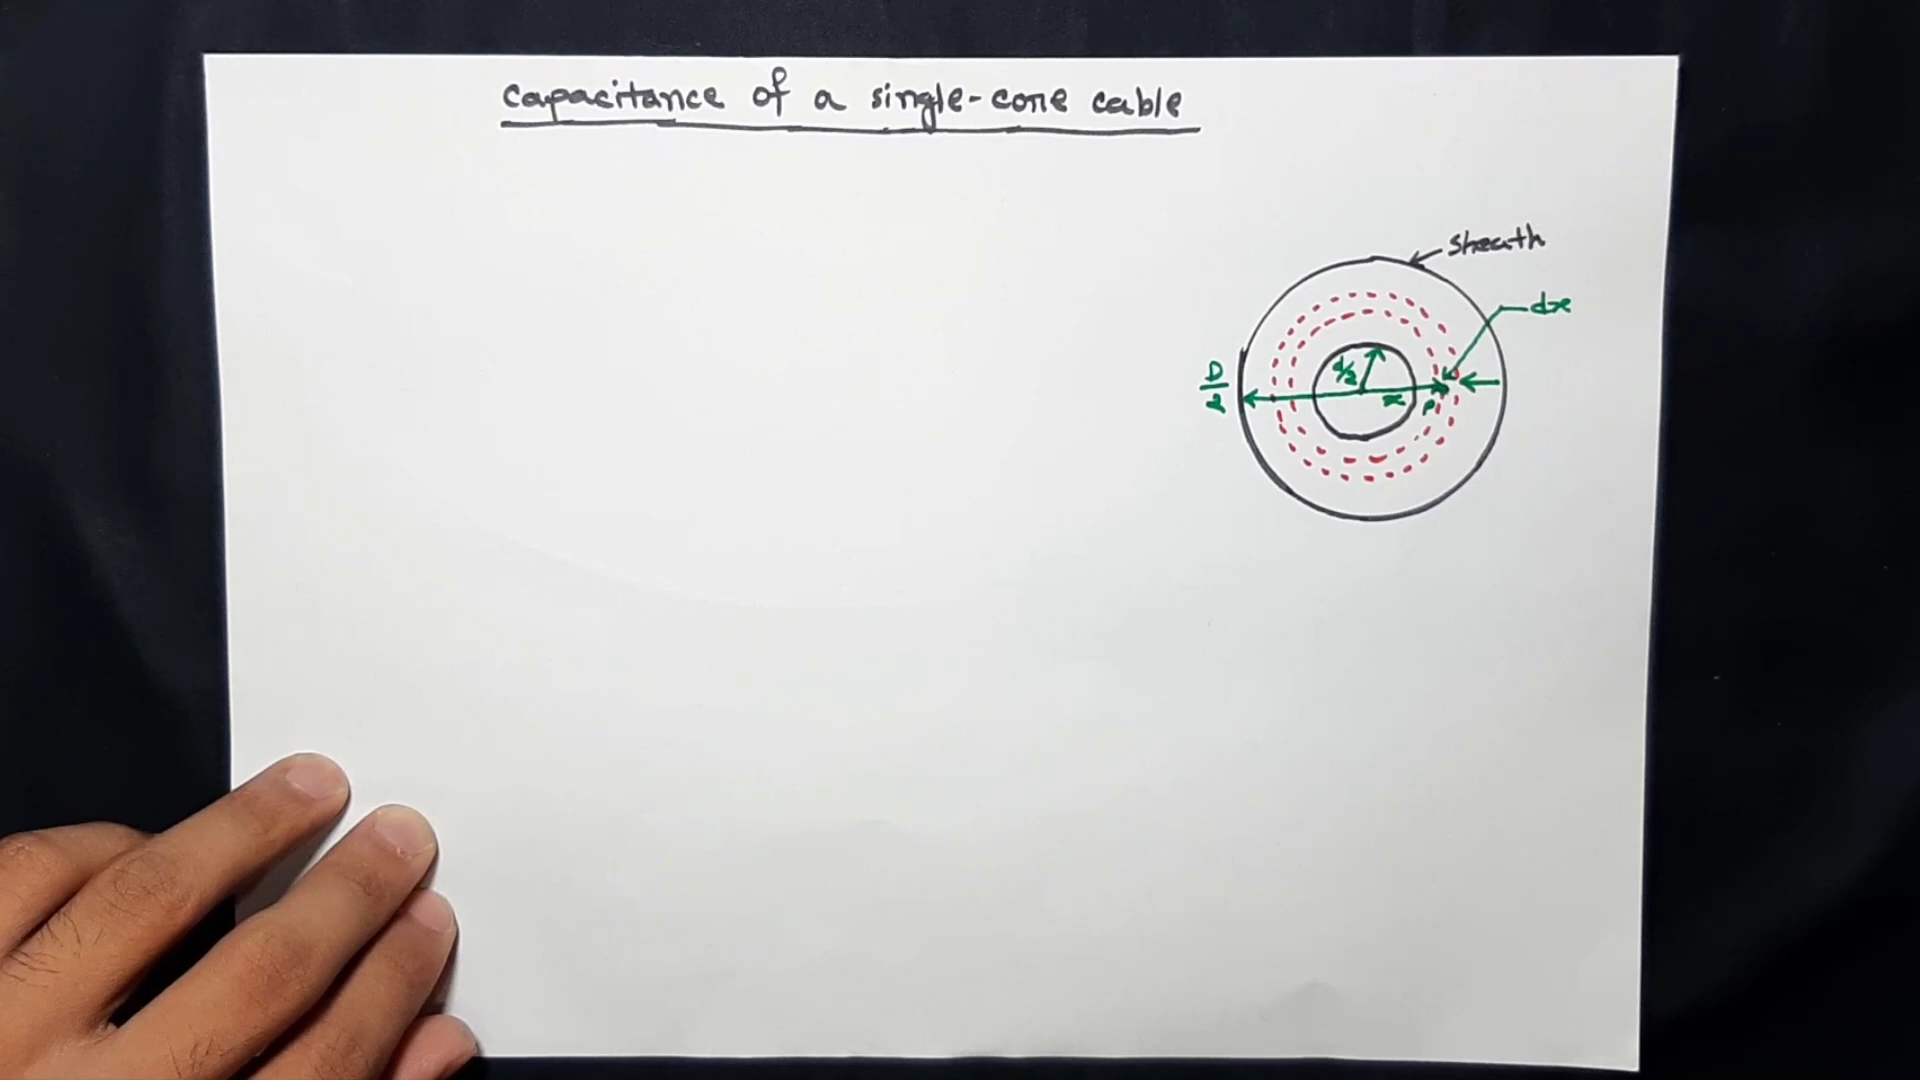 Capacitance of a single-core cable
Sheath
dx
D/2
d/2
x
P